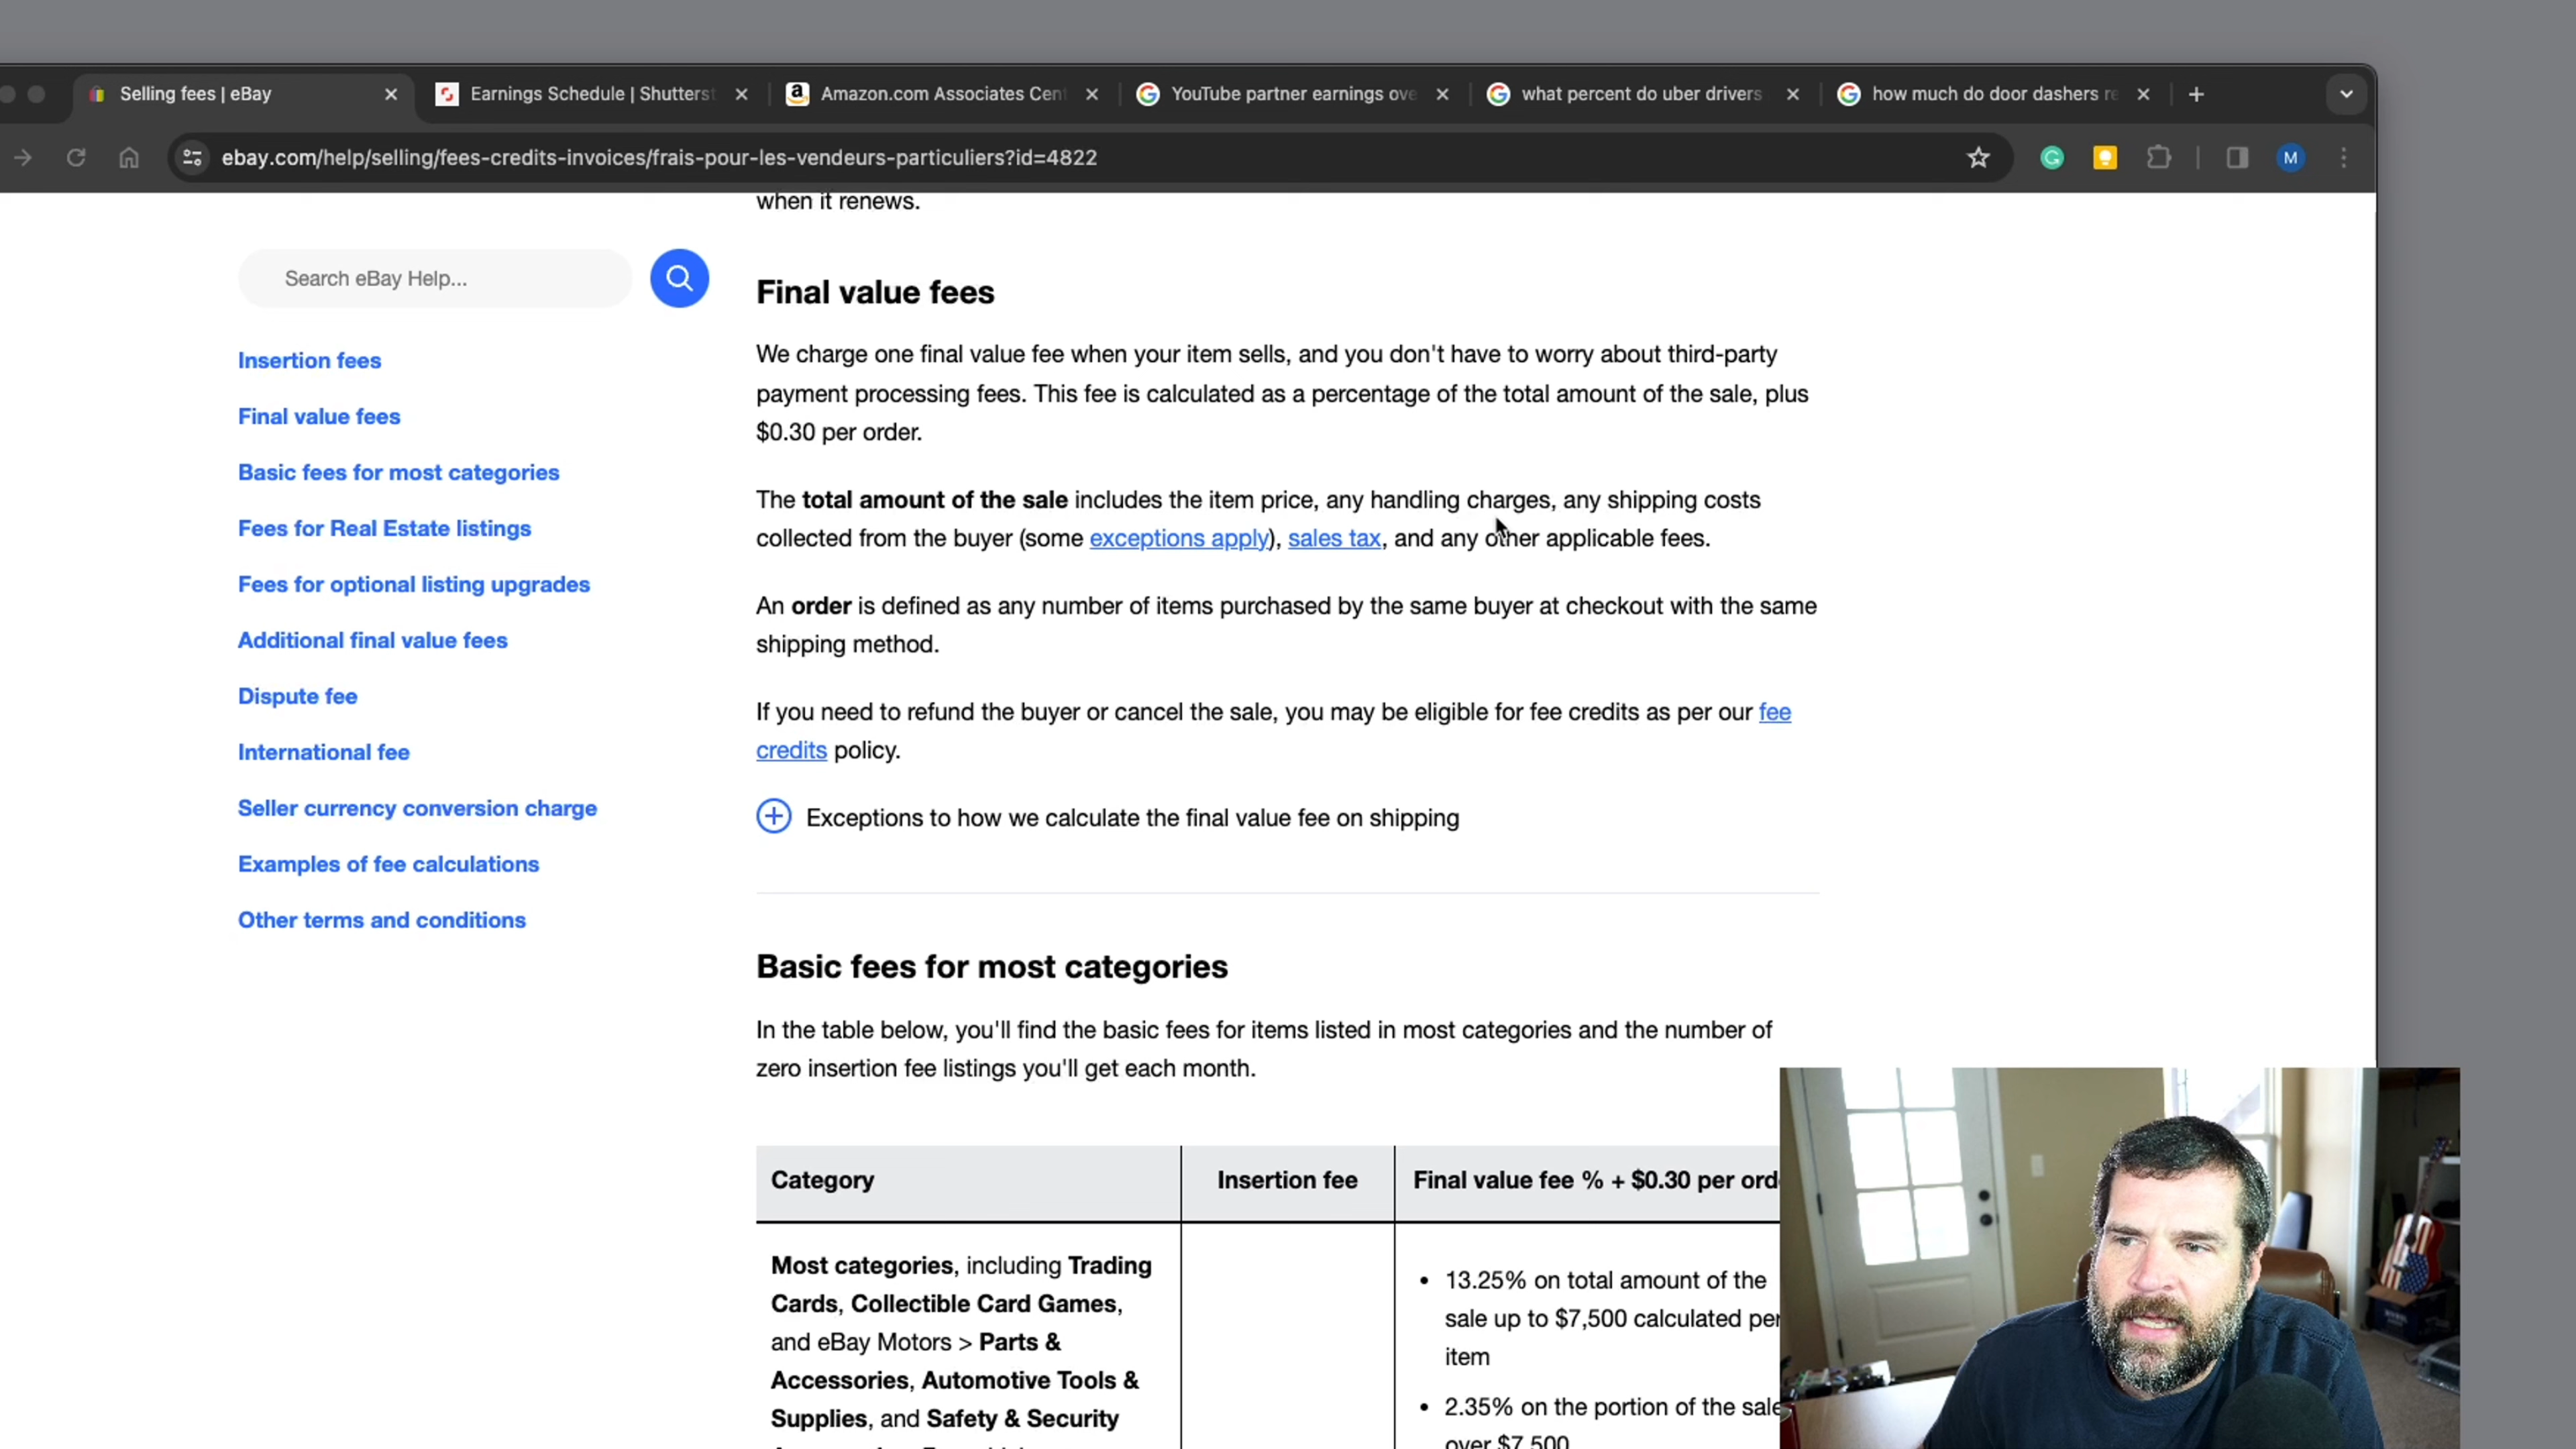 Selling fees | eBay
Earnings Schedule | Shutterst
Amazon.com Associates Cent
YouTube partner earnings ove
what percent do uber drivers
how much do door dashers re
ebay.com/help/selling/fees-credits-invoices/frais-pour-les-vendeurs-particuliers?id=4822
M
when it renews.
Search eBay Help...
Insertion fees
Final value fees
Basic fees for most categories
Fees for Real Estate listings
Fees for optional listing upgrades
Additional final value fees
Dispute fee
International fee
Seller currency conversion charge
Examples of fee calculations
Other terms and conditions
Final value fees
We charge one final value fee when your item sells, and you don't have to worry about third-party
payment processing fees. This fee is calculated as a percentage of the total amount of the sale, plus
$0.30 per order.
The total amount of the sale includes the item price, any handling charges, any shipping costs
collected from the buyer (some exceptions apply), sales tax, and any other applicable fees.
An order is defined as any number of items purchased by the same buyer at checkout with the same
shipping method.
If you need to refund the buyer or cancel the sale, you may be eligible for fee credits as per our fee
credits policy.
Exceptions to how we calculate the final value fee on shipping
Basic fees for most categories
In the table below, you'll find the basic fees for items listed in most categories and the number of
zero insertion fee listings you'll get each month.
Category
Insertion fee
Final value fee % + $0.30 per ord
Most categories, including Trading
Cards, Collectible Card Games,
and eBay Motors > Parts &
Accessories, Automotive Tools &
Supplies, and Safety & Security
• 13.25% on total amount of the
sale up to $7,500 calculated per
item
• 2.35% on the portion of the sale
over $7,500